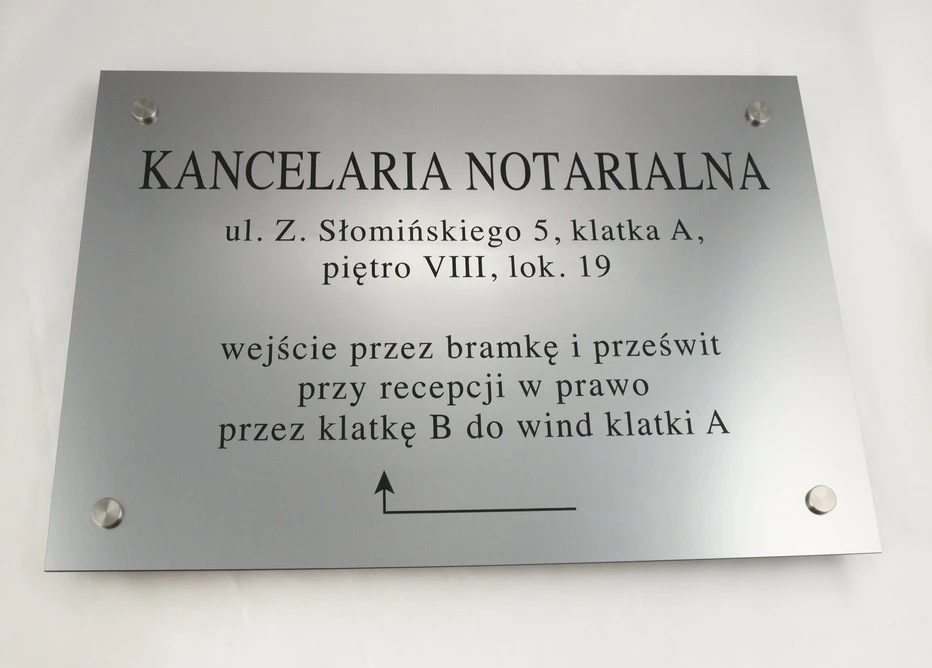 KANCELARIA NOTARIALNA
ul. Z. Słomińskiego 5, klatka A,
piętro VIII, lok. 19
wejście przez bramkę i prześwit
przy recepcji w prawo
przez klatkę B do wind klatki A